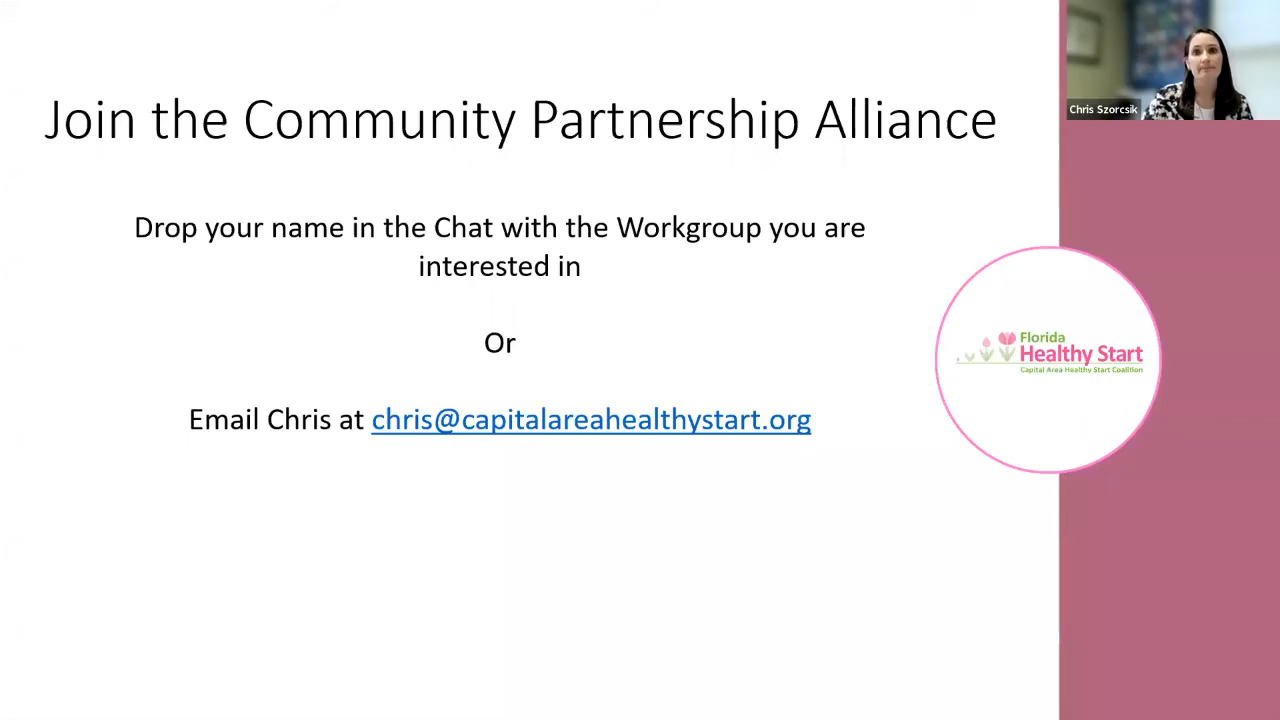 Join the Community Partnership Alliance
Drop your name in the Chat with the Workgroup you are
interested in
Or
Email Chris at chris@capitalareahealthystart.org
Chris Szorcsik
Florida
Healthy Start
Capital Area Healthy Start Coalition